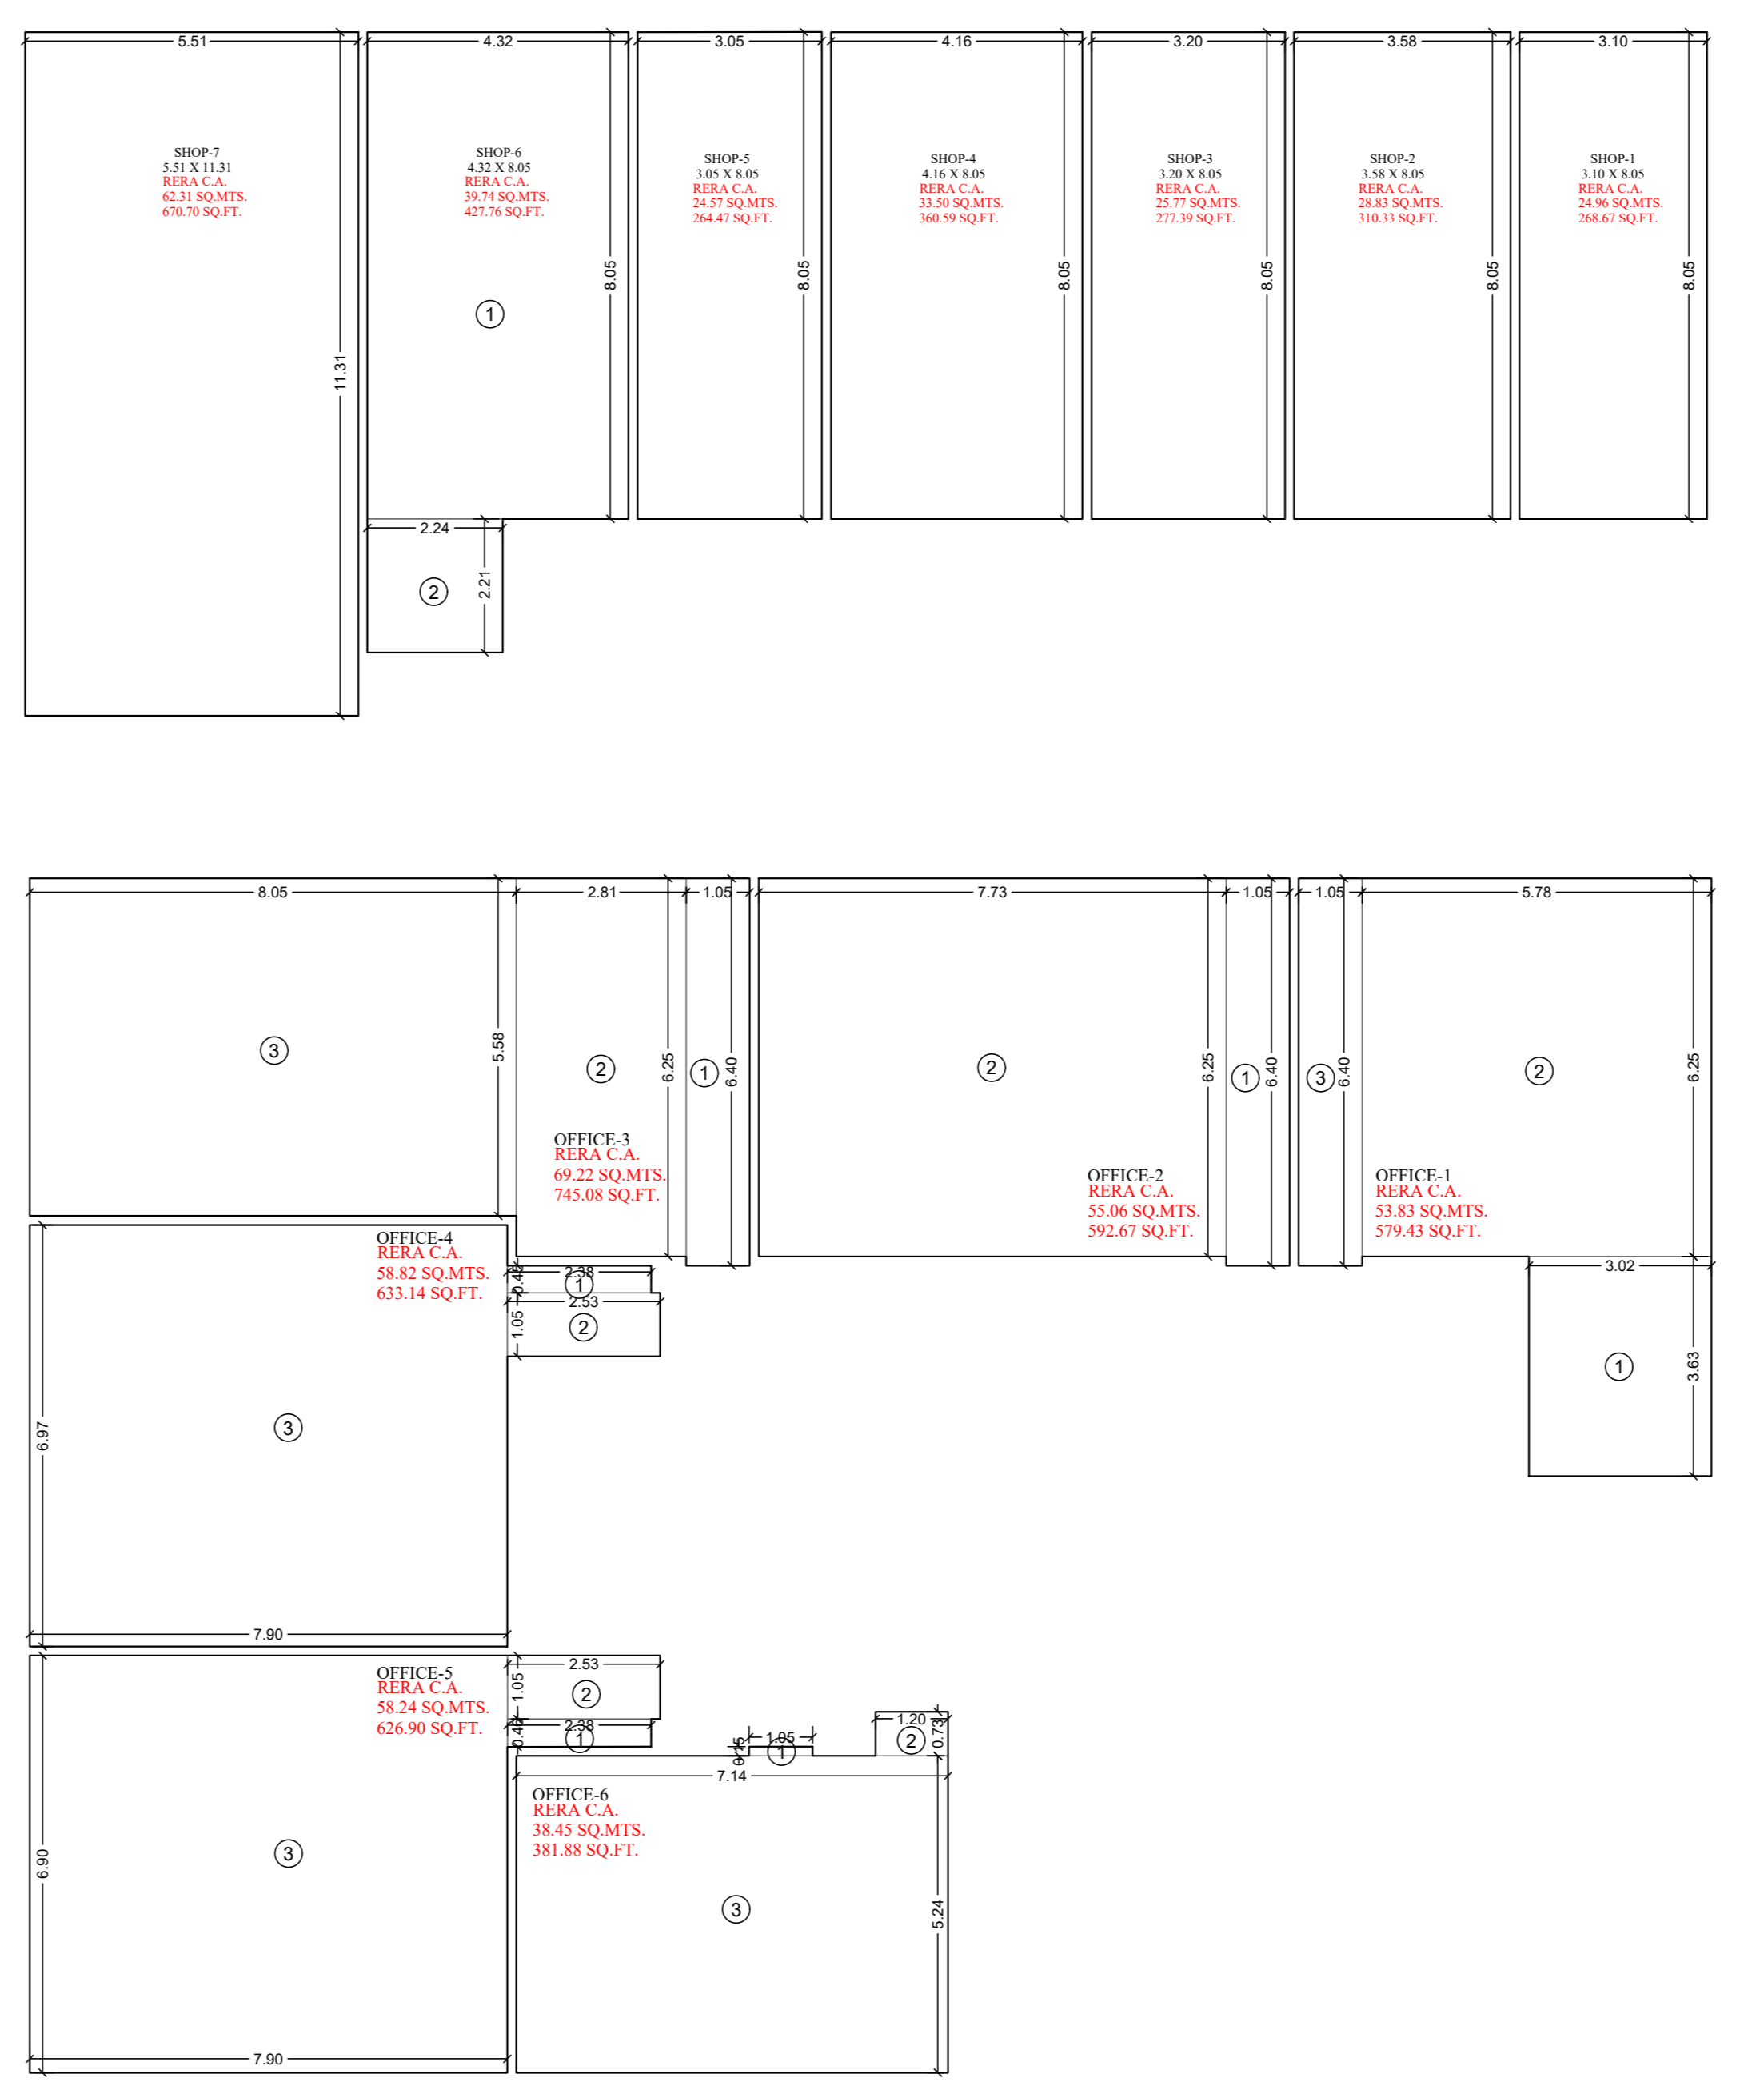 5.51
4.32
3.05
4.16
3.20
3.58
3.10
SHOP-7
5.51 X 11.31
RERA C.A.
62.31 SQ.MTS.
670.70 SQ.FT.
11.31
SHOP-6
4.32 X 8.05
RERA C.A.
39.74 SQ.MTS.
427.76 SQ.FT.
8.05
1
2.24
2.21
2
SHOP-5
3.05 X 8.05
RERA C.A.
24.57 SQ.MTS.
264.47 SQ.FT.
8.05
SHOP-4
4.16 X 8.05
RERA C.A.
33.50 SQ.MTS.
360.59 SQ.FT.
8.05
SHOP-3
3.20 X 8.05
RERA C.A.
25.77 SQ.MTS.
277.39 SQ.FT.
8.05
SHOP-2
3.58 X 8.05
RERA C.A.
28.83 SQ.MTS.
310.33 SQ.FT.
8.05
SHOP-1
3.10 X 8.05
RERA C.A.
24.96 SQ.MTS.
268.67 SQ.FT.
8.05
8.05
2.81
1.05
7.73
1.05
1.05
5.78
3
5.58
2
6.25
1
6.40
OFFICE-3
RERA C.A.
69.22 SQ.MTS.
745.08 SQ.FT.
2
6.25
1
6.40
OFFICE-2
RERA C.A.
55.06 SQ.MTS.
592.67 SQ.FT.
3
6.40
2
6.25
OFFICE-1
RERA C.A.
53.83 SQ.MTS.
579.43 SQ.FT.
3.02
3.63
1
OFFICE-4
RERA C.A.
58.82 SQ.MTS.
633.14 SQ.FT.
2.38
0.45
1
2.53
1.05
2
6.97
3
7.90
OFFICE-5
RERA C.A.
58.24 SQ.MTS.
626.90 SQ.FT.
2.53
1.05
2
2.38
1
6.90
3
7.90
0.15
1.05
1
1.20
0.73
2
7.14
OFFICE-6
RERA C.A.
38.45 SQ.MTS.
381.88 SQ.FT.
5.24
3